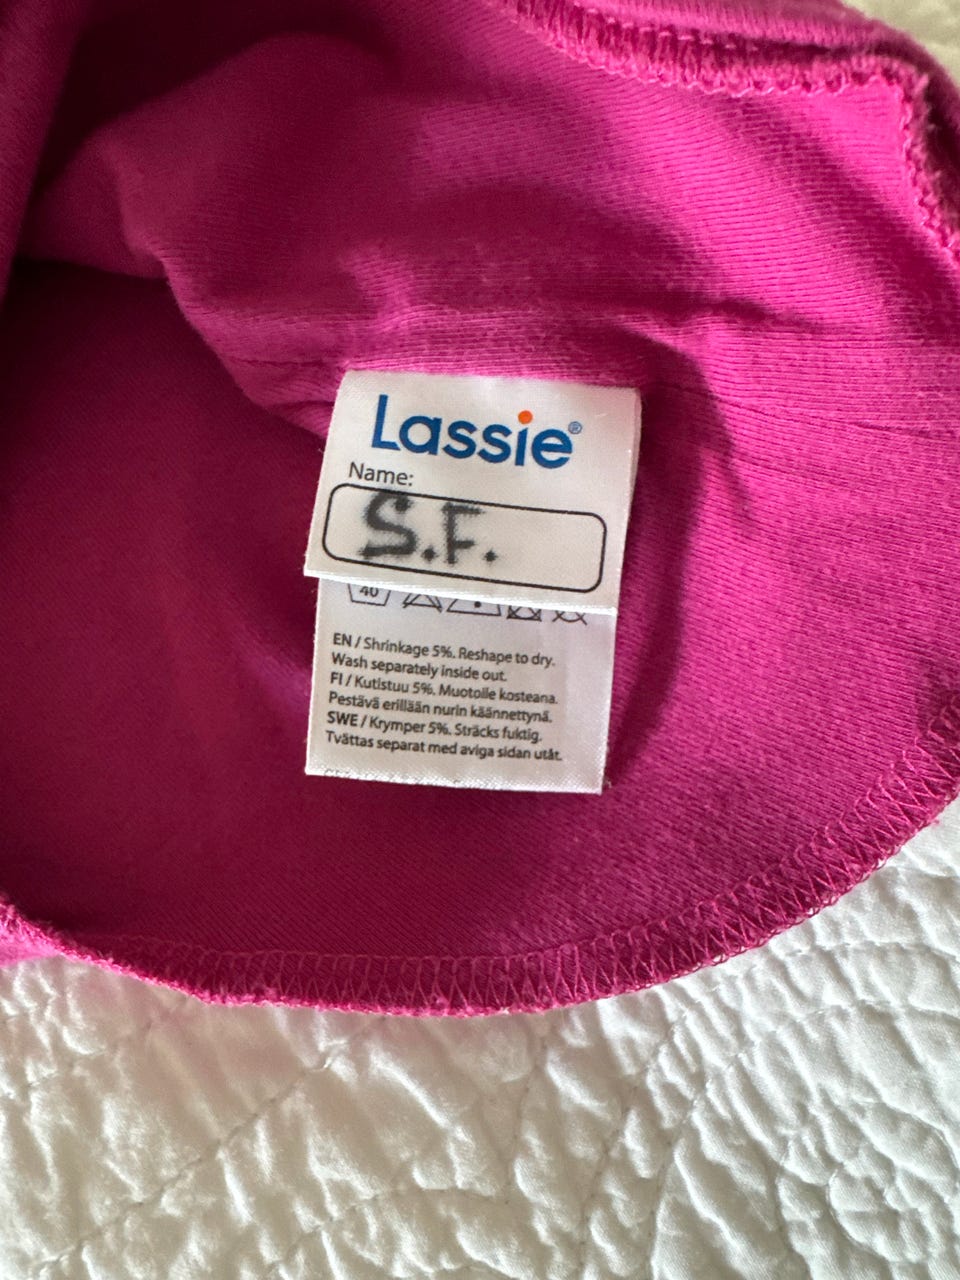 Lassie®
Name:
S.F.
40
EN / Shrinkage 5%. Reshape to dry.
Wash separately inside out.
FI / Kutistuu 5%. Muotoile kosteana.
Pestävä erillään nurin käännettynä.
SWE / Krymper 5%. Sträcks fuktig.
Tvättas separat med aviga sidan utåt.